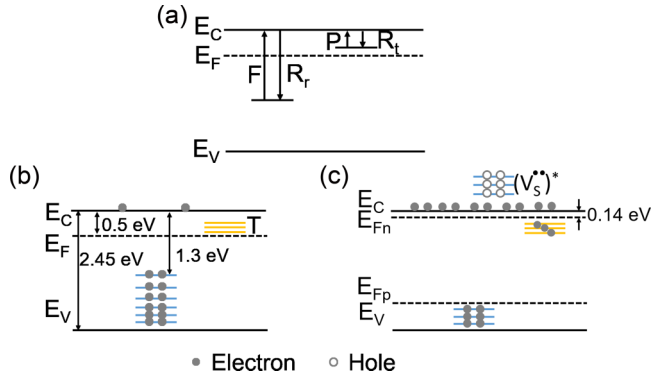 (a)
E_C
P
R_t
E_F
F
R_r
E_V
(b)
E_C
0.5 eV
T
E_F
2.45 eV
1.3 eV
E_V
(c)
(V_S^••)*
E_C
E_Fn
0.14 eV
E_Fp
E_V
Electron
Hole